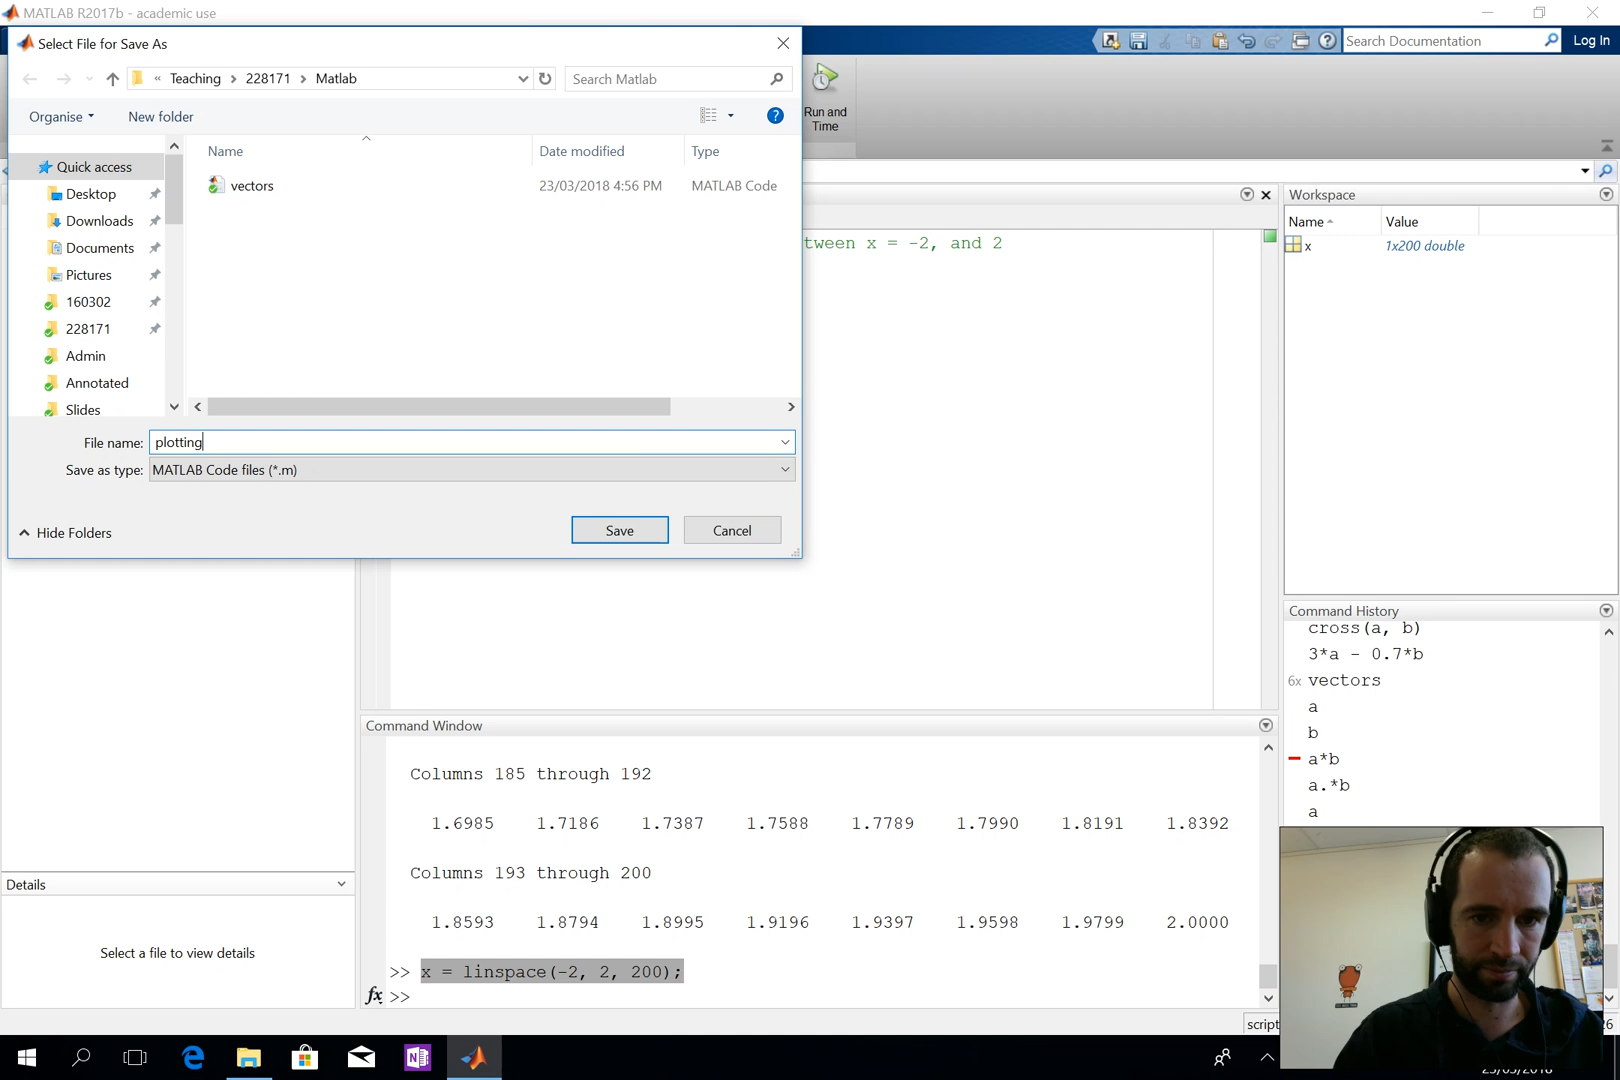 MATLAB R2017b - academic use
Select File for Save As
Search Documentation
Log In
« Teaching > 228171 > Matlab
Search Matlab
Run and
Time
Organise
New folder
Name
Date modified
Type
Quick access
vectors
23/03/2018 4:56 PM
MATLAB Code
Desktop
Downloads
Documents
Pictures
160302
228171
Admin
Annotated
Slides
File name:
plotting
Save as type:
MATLAB Code files (*.m)
Hide Folders
Save
Cancel
tween x = -2, and 2
Workspace
Name
Value
x
1x200 double
Command History
cross(a, b)
3*a - 0.7*b
6x vectors
a
b
a*b
a.*b
a
Command Window
Columns 185 through 192
1.6985 1.7186 1.7387 1.7588 1.7789 1.7990 1.8191 1.8392
Columns 193 through 200
1.8593 1.8794 1.8995 1.9196 1.9397 1.9598 1.9799 2.0000
>> x = linspace(-2, 2, 200);
fx >>
Details
Select a file to view details
script